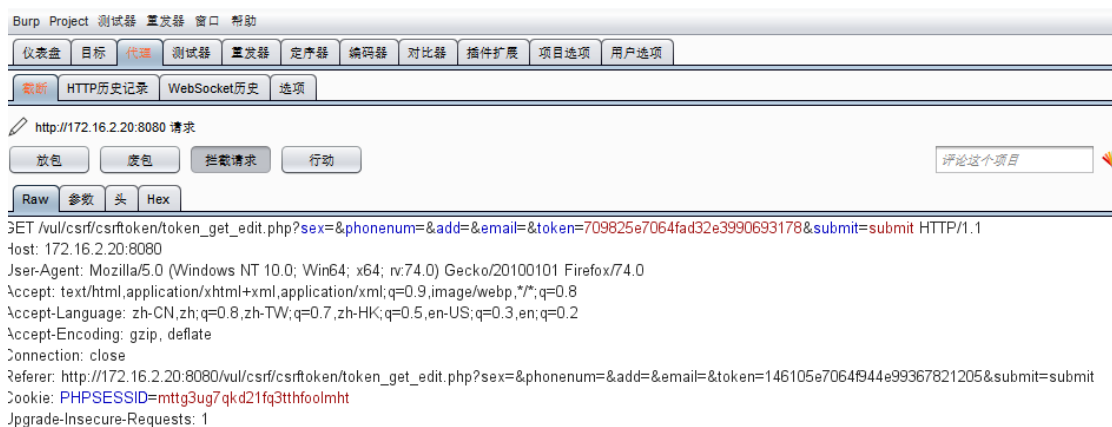 Burp Project 测试器 重发器 窗口 帮助
仪表盘 目标 代理 测试器 重发器 定序器 编码器 对比器 插件扩展 项目选项 用户选项
截断 HTTP历史记录 WebSocket历史 选项
http://172.16.2.20:8080 请求
放包 废包 拦截请求 行动 评论这个项目
Raw 参数 头 Hex
GET /vul/csrf/csrftoken/token_get_edit.php?sex=&phonenum=&add=&email=&token=709825e7064fad32e3990693178&submit=submit HTTP/1.1
Host: 172.16.2.20:8080
User-Agent: Mozilla/5.0 (Windows NT 10.0; Win64; x64; rv:74.0) Gecko/20100101 Firefox/74.0
Accept: text/html,application/xhtml+xml,application/xml;q=0.9,image/webp,*/*;q=0.8
Accept-Language: zh-CN,zh;q=0.8,zh-TW;q=0.7,zh-HK;q=0.5,en-US;q=0.3,en;q=0.2
Accept-Encoding: gzip, deflate
Connection: close
Referer: http://172.16.2.20:8080/vul/csrf/csrftoken/token_get_edit.php?sex=&phonenum=&add=&email=&token=146105e7064f944e99367821205&submit=submit
Cookie: PHPSESSID=mttg3ug7qkd21fq3tthfoolmht
Upgrade-Insecure-Requests: 1